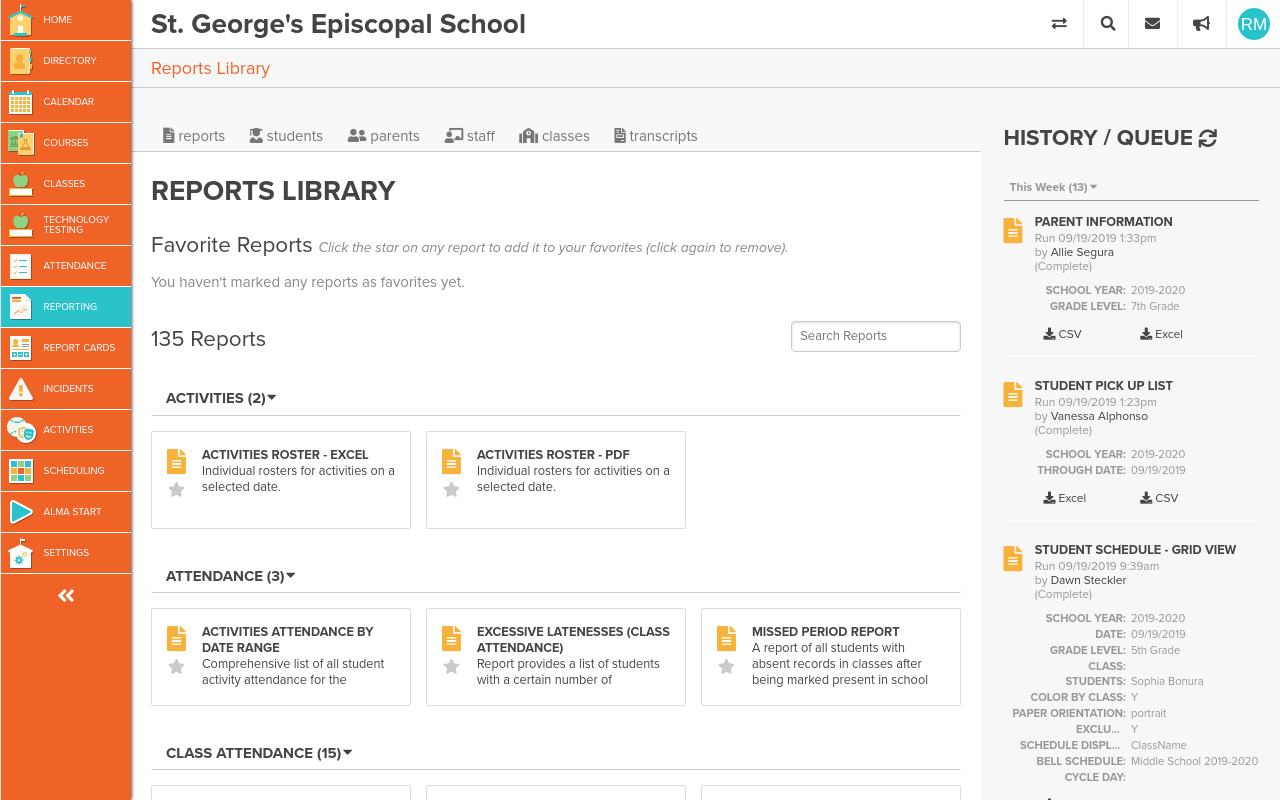 HOME
DIRECTORY
CALENDAR
COURSES
CLASSES
TECHNOLOGY
TESTING
ATTENDANCE
REPORTING
REPORT CARDS
INCIDENTS
ACTIVITIES
SCHEDULING
ALMA START
SETTINGS
St. George's Episcopal School
RM
Reports Library
reports
students
parents
staff
classes
transcripts
REPORTS LIBRARY
Favorite Reports Click the star on any report to add it to your favorites (click again to remove).
You haven't marked any reports as favorites yet.
135 Reports
Search Reports
ACTIVITIES (2)
ACTIVITIES ROSTER - EXCEL
Individual rosters for activities on a
selected date.
ACTIVITIES ROSTER - PDF
Individual rosters for activities on a
selected date.
ATTENDANCE (3)
ACTIVITIES ATTENDANCE BY
DATE RANGE
Comprehensive list of all student
activity attendance for the
EXCESSIVE LATENESSES (CLASS
ATTENDANCE)
Report provides a list of students
with a certain number of
MISSED PERIOD REPORT
A report of all students with
absent records in classes after
being marked present in school
CLASS ATTENDANCE (15)
HISTORY / QUEUE
This Week (13)
PARENT INFORMATION
Run 09/19/2019 1:33pm
by Allie Segura
(Complete)
SCHOOL YEAR: 2019-2020
GRADE LEVEL: 7th Grade
CSV
Excel
STUDENT PICK UP LIST
Run 09/19/2019 1:23pm
by Vanessa Alphonso
(Complete)
SCHOOL YEAR: 2019-2020
THROUGH DATE: 09/19/2019
Excel
CSV
STUDENT SCHEDULE - GRID VIEW
Run 09/19/2019 9:39am
by Dawn Steckler
(Complete)
SCHOOL YEAR: 2019-2020
DATE: 09/19/2019
GRADE LEVEL: 5th Grade
CLASS:
STUDENTS: Sophia Bonura
COLOR BY CLASS: Y
PAPER ORIENTATION: portrait
EXCLU... Y
SCHEDULE DISPL... ClassName
BELL SCHEDULE: Middle School 2019-2020
CYCLE DAY: